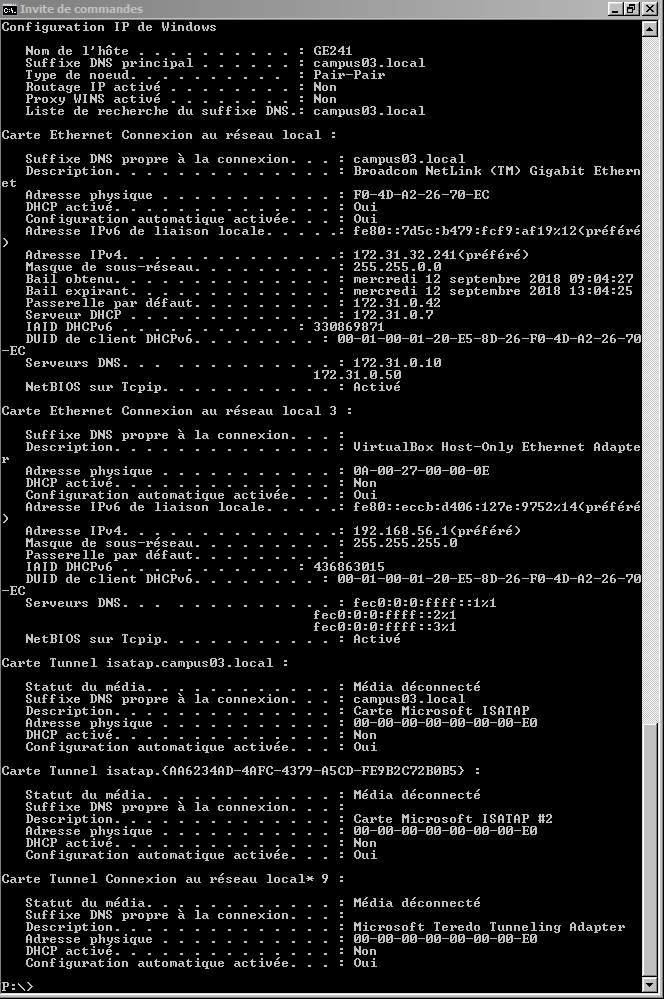 Invite de commandes
Configuration IP de Windows
Nom de l'hôte . . . . . . . . . . : GE241
Suffixe DNS principal . . . . . . : campus03.local
Type de noeud. . . . . . . . . . : Pair-Pair
Routage IP activé . . . . . . . . : Non
Proxy WINS activé . . . . . . . . : Non
Liste de recherche du suffixe DNS.: campus03.local
Carte Ethernet Connexion au réseau local :
Suffixe DNS propre à la connexion. . . : campus03.local
Description. . . . . . . . . . . . . . : Broadcom NetLink (TM) Gigabit Ethern
et
Adresse physique . . . . . . . . . . . : F0-4D-A2-26-70-EC
DHCP activé. . . . . . . . . . . . . . : Oui
Configuration automatique activée. . . : Oui
Adresse IPv6 de liaison locale. . . . .: fe80::7d5c:b479:fcf9:af19%12(préféré
)
Adresse IPv4. . . . . . . . . . . . . .: 172.31.32.241(préféré)
Masque de sous-réseau. . . . . . . . . : 255.255.0.0
Bail obtenu. . . . . . . . . . . . . . : mercredi 12 septembre 2018 09:04:27
Bail expirant. . . . . . . . . . . . . : mercredi 12 septembre 2018 13:04:25
Passerelle par défaut. . . . . . . . . : 172.31.0.42
Serveur DHCP . . . . . . . . . . . . . : 172.31.0.7
IAID DHCPv6 . . . . . . . . . . . : 330869871
DUID de client DHCPv6. . . . . . . . : 00-01-00-01-20-E5-8D-26-F0-4D-A2-26-70
-EC
Serveurs DNS. . . . . . . . . . . . . : 172.31.0.10
172.31.0.50
NetBIOS sur Tcpip. . . . . . . . . . . : Activé
Carte Ethernet Connexion au réseau local 3 :
Suffixe DNS propre à la connexion. . . :
Description. . . . . . . . . . . . . . : VirtualBox Host-Only Ethernet Adapte
r
Adresse physique . . . . . . . . . . . : 0A-00-27-00-00-0E
DHCP activé. . . . . . . . . . . . . . : Non
Configuration automatique activée. . . : Oui
Adresse IPv6 de liaison locale. . . . .: fe80::eccb:d406:127e:9752%14(préféré
)
Adresse IPv4. . . . . . . . . . . . . .: 192.168.56.1(préféré)
Masque de sous-réseau. . . . . . . . . : 255.255.255.0
Passerelle par défaut. . . . . . . . . :
IAID DHCPv6 . . . . . . . . . . . : 436863015
DUID de client DHCPv6. . . . . . . . : 00-01-00-01-20-E5-8D-26-F0-4D-A2-26-70
-EC
Serveurs DNS. . . . . . . . . . . . . : fec0:0:0:ffff::1%1
fec0:0:0:ffff::2%1
fec0:0:0:ffff::3%1
NetBIOS sur Tcpip. . . . . . . . . . . : Activé
Carte Tunnel isatap.campus03.local :
Statut du média. . . . . . . . . . . . : Média déconnecté
Suffixe DNS propre à la connexion. . . : campus03.local
Description. . . . . . . . . . . . . . : Carte Microsoft ISATAP
Adresse physique . . . . . . . . . . . : 00-00-00-00-00-00-00-E0
DHCP activé. . . . . . . . . . . . . . : Non
Configuration automatique activée. . . : Oui
Carte Tunnel isatap.{AA6234AD-4AFC-4379-A5CD-FE9B2C72B0B5} :
Statut du média. . . . . . . . . . . . : Média déconnecté
Suffixe DNS propre à la connexion. . . :
Description. . . . . . . . . . . . . . : Carte Microsoft ISATAP #2
Adresse physique . . . . . . . . . . . : 00-00-00-00-00-00-00-E0
DHCP activé. . . . . . . . . . . . . . : Non
Configuration automatique activée. . . : Oui
Carte Tunnel Connexion au réseau local* 9 :
Statut du média. . . . . . . . . . . . : Média déconnecté
Suffixe DNS propre à la connexion. . . :
Description. . . . . . . . . . . . . . : Microsoft Teredo Tunneling Adapter
Adresse physique . . . . . . . . . . . : 00-00-00-00-00-00-00-E0
DHCP activé. . . . . . . . . . . . . . : Non
Configuration automatique activée. . . : Oui
P:\>